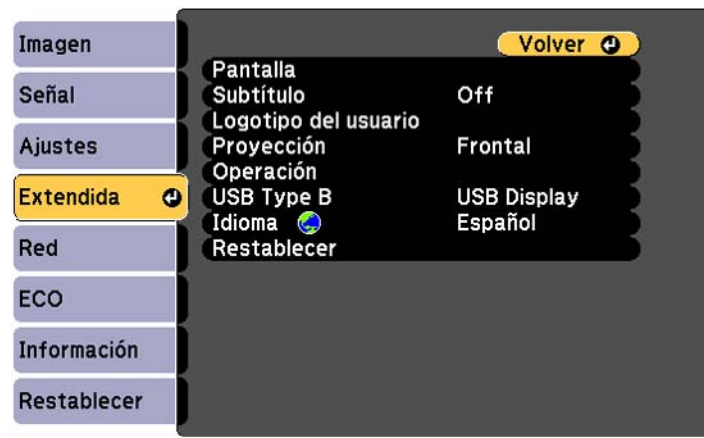 Imagen
Señal
Ajustes
Extendida
Red
ECO
Información
Restablecer
Volver
Pantalla
Subtítulo Off
Logotipo del usuario
Proyección Frontal
Operación
USB Type B USB Display
Idioma Español
Restablecer